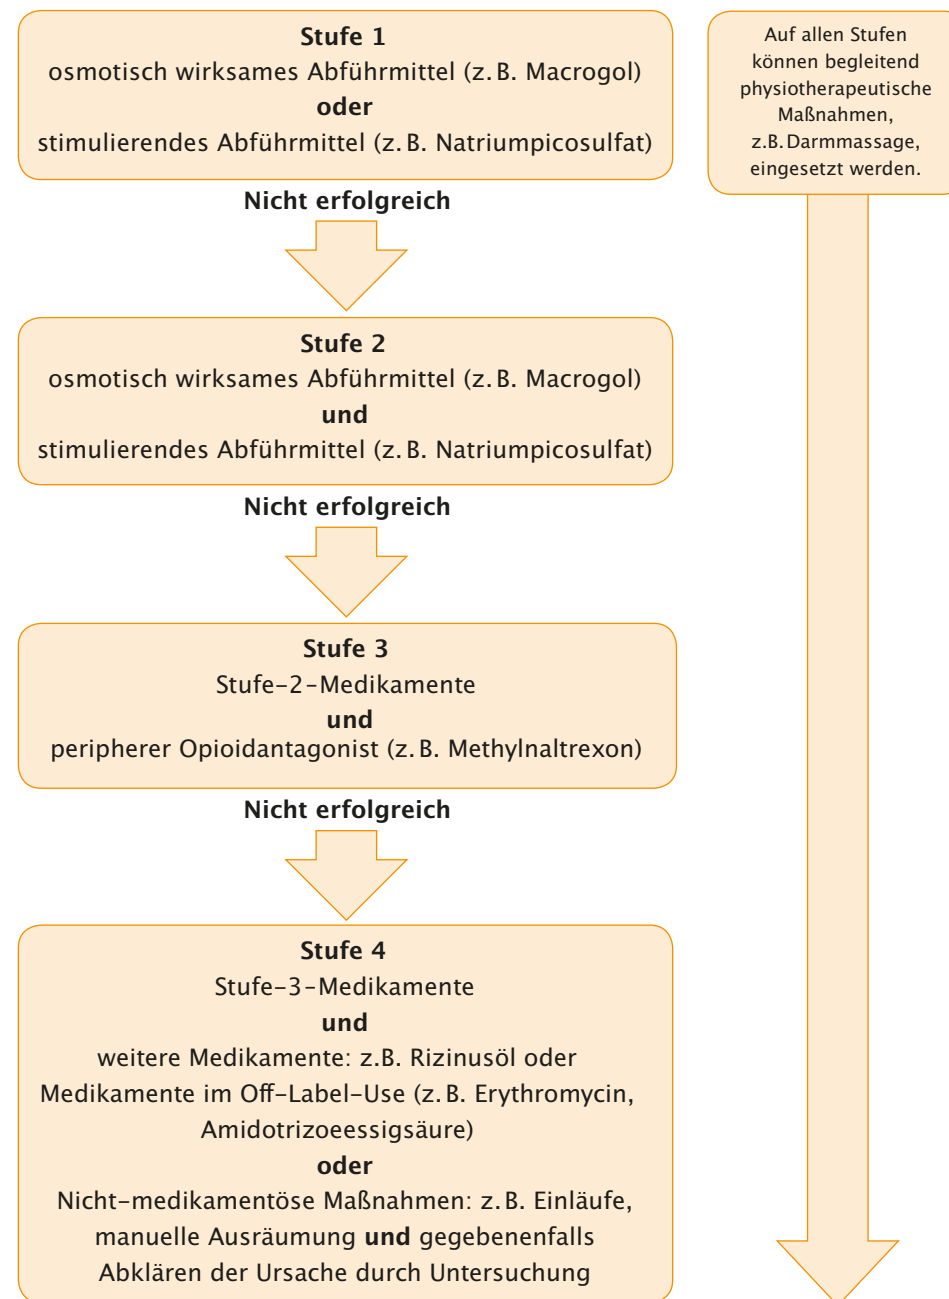 Stufe 1
osmotisch wirksames Abführmittel (z.B. Macrogol)
oder
stimulierendes Abführmittel (z.B. Natriumpicosulfat)
Nicht erfolgreich
Stufe 2
osmotisch wirksames Abführmittel (z.B. Macrogol)
und
stimulierendes Abführmittel (z.B. Natriumpicosulfat)
Nicht erfolgreich
Stufe 3
Stufe-2-Medikamente
und
peripherer Opioidantagonist (z.B. Methylnaltrexon)
Nicht erfolgreich
Stufe 4
Stufe-3-Medikamente
und
weitere Medikamente: z.B. Rizinusöl oder
Medikamente im Off-Label-Use (z.B. Erythromycin,
Amidotrizoeessigsäure)
oder
Nicht-medikamentöse Maßnahmen: z.B. Einläufe,
manuelle Ausräumung und gegebenenfalls
Abklären der Ursache durch Untersuchung
Auf allen Stufen
können begleitend
physiotherapeutische
Maßnahmen,
z.B. Darmmassage,
eingesetzt werden.